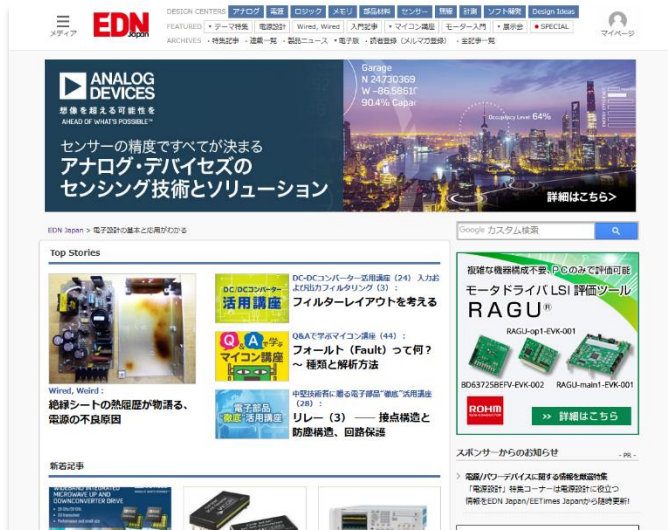 メディア
EDN Japan
DESIGN CENTERS アナログ 電源 ロジック メモリ 部品材料 センサー 無線 計測 ソフト開発 Design Ideas
FEATURED ・テーマ特集 電源設計 Wired, Wired 入門記事 ・マイコン講座 モーター入門 ・展示会 ● SPECIAL
ARCHIVES ・特集記事 ・連載一覧 ・製品ニュース ・電子版 ・読者登録（メルマガ登録） ・全記事一覧
マイページ
ANALOG DEVICES
想像を超える可能性を
AHEAD OF WHAT'S POSSIBLE™
センサーの精度ですべてが決まる
アナログ・デバイセズの
センシング技術とソリューション
Garage
N 24.730369
W -86.5861
90.4% Capac
Occupancy Level 64%
詳細はこちら>
EDN Japan > 電子設計の基本と応用がわかる
Google カスタム検索
Top Stories
Wired, Weird：
絶縁シートの熱履歴が物語る、
電源の不良原因
DC/DCコンバーター
活用講座
DC-DCコンバーター活用講座（24） 入力お
よび出力フィルタリング（3）：
フィルターレイアウトを考える
Q&Aで学ぶ
マイコン講座
Q&Aで学ぶマイコン講座（44）：
フォールト（Fault）って何？
～ 種類と解析方法
電子部品
“徹底”活用講座
中堅技術者に贈る電子部品“徹底”活用講座
（28）：
リレー（3） ―― 接点構造と
防塵構造、回路保護
複雑な機器構成不要、PCのみで評価可能
モータドライバ LSI 評価ツール
RAGU®
RAGU-op1-EVK-001
BD63725BEFV-EVK-002 RAGU-main1-EVK-001
ROHM
SEMICONDUCTOR
>> 詳細はこちら
スポンサーからのお知らせ - PR -
> 電源/パワーデバイスに関する情報を厳選特集
「電源設計」特集コーナーは電源設計に役立つ
情報をEDN Japan/EETimes Japanから随時更新！
新着記事
WIDEBAND INTEGRATED
MICROWAVE UP AND
DOWNCONVERTER DRIVE